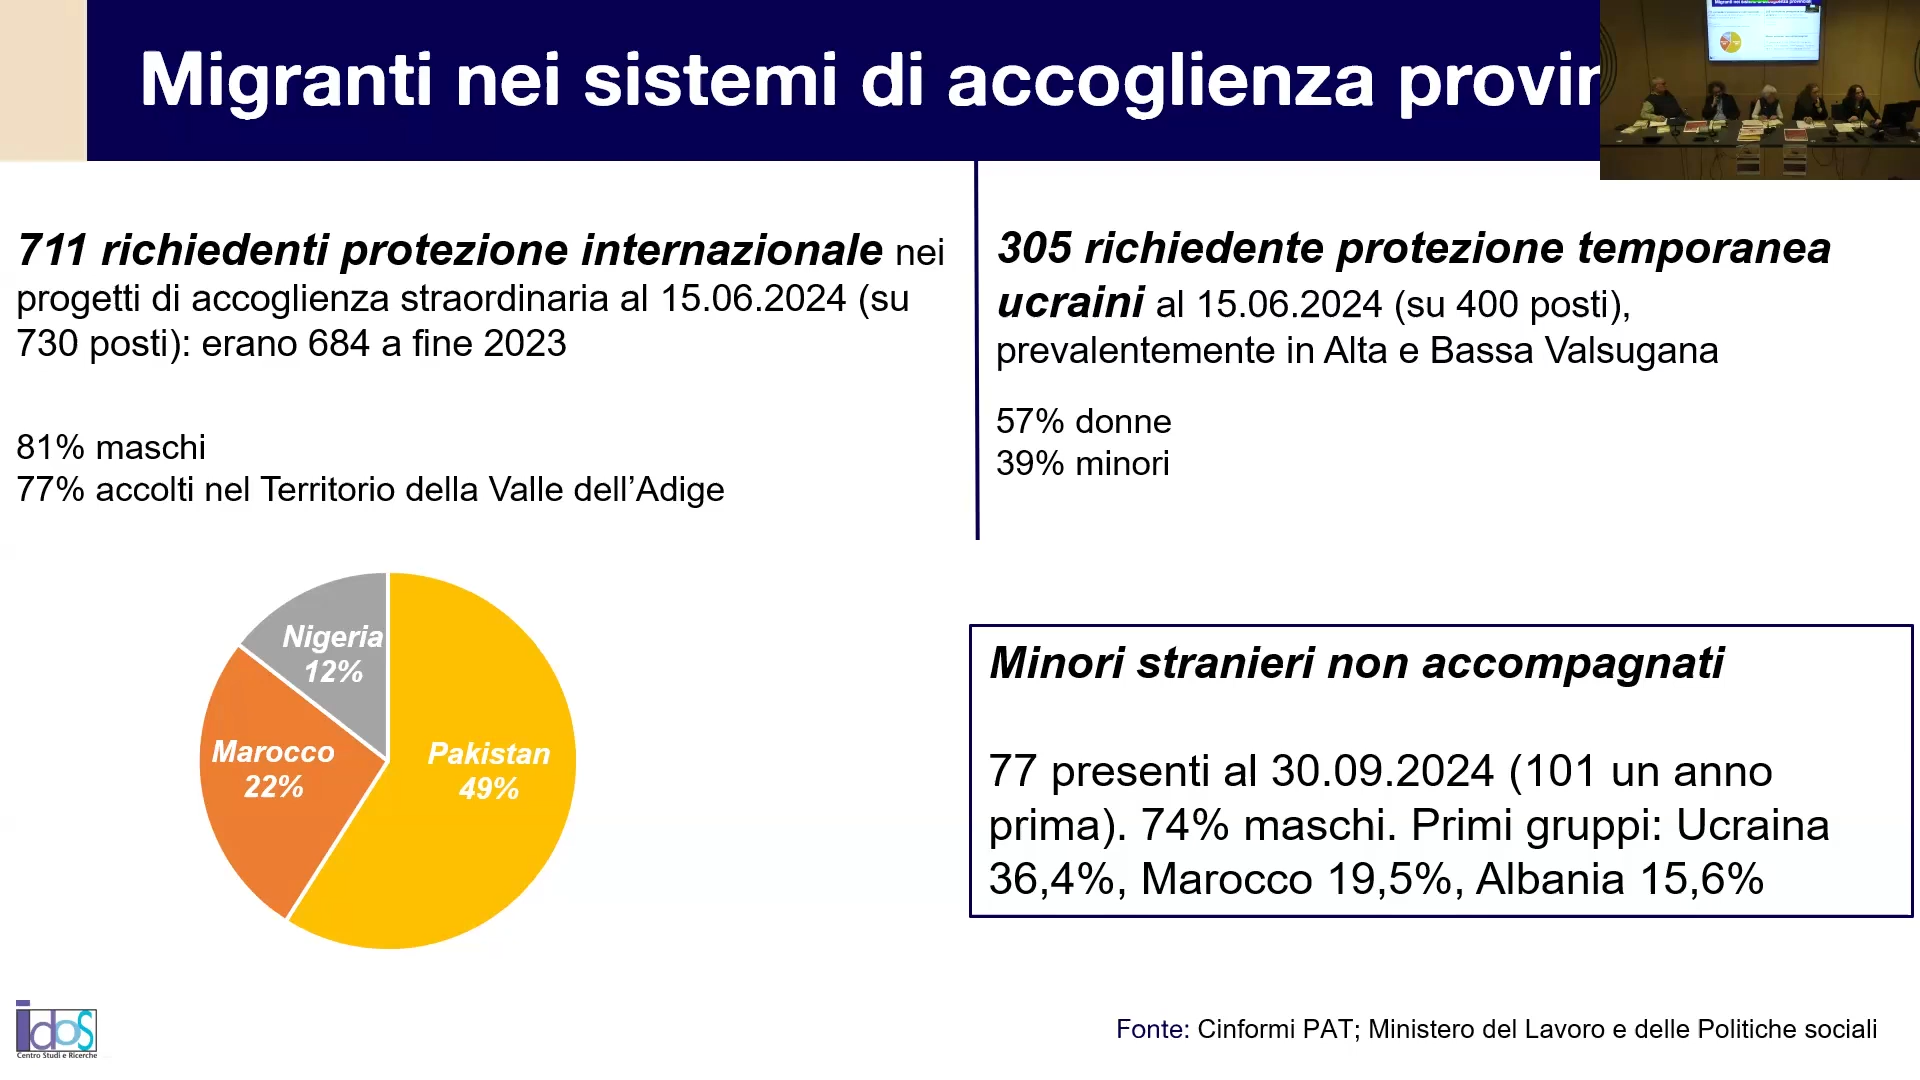 Migranti nei sistemi di accoglienza provin
711 richiedenti protezione internazionale nei
progetti di accoglienza straordinaria al 15.06.2024 (su
730 posti): erano 684 a fine 2023
81% maschi
77% accolti nel Territorio della Valle dell’Adige
305 richiedente protezione temporanea
ucraini al 15.06.2024 (su 400 posti),
prevalentemente in Alta e Bassa Valsugana
57% donne
39% minori
Nigeria
12%
Marocco
22%
Pakistan
49%
Minori stranieri non accompagnati
77 presenti al 30.09.2024 (101 un anno
prima). 74% maschi. Primi gruppi: Ucraina
36,4%, Marocco 19,5%, Albania 15,6%
idos
Centro Studi e Ricerche
Fonte: Cinformi PAT; Ministero del Lavoro e delle Politiche sociali